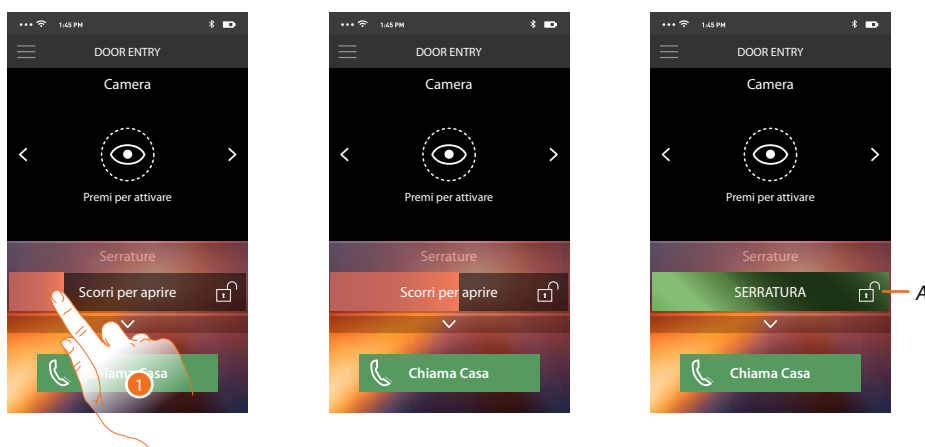 1:45 PM
DOOR ENTRY
Camera
Premi per attivare
Serrature
Scorri per aprire
Chiama Casa
1
1:45 PM
DOOR ENTRY
Camera
Premi per attivare
Serrature
Scorri per aprire
Chiama Casa
1:45 PM
DOOR ENTRY
Camera
Premi per attivare
Serrature
SERRATURA
A
Chiama Casa